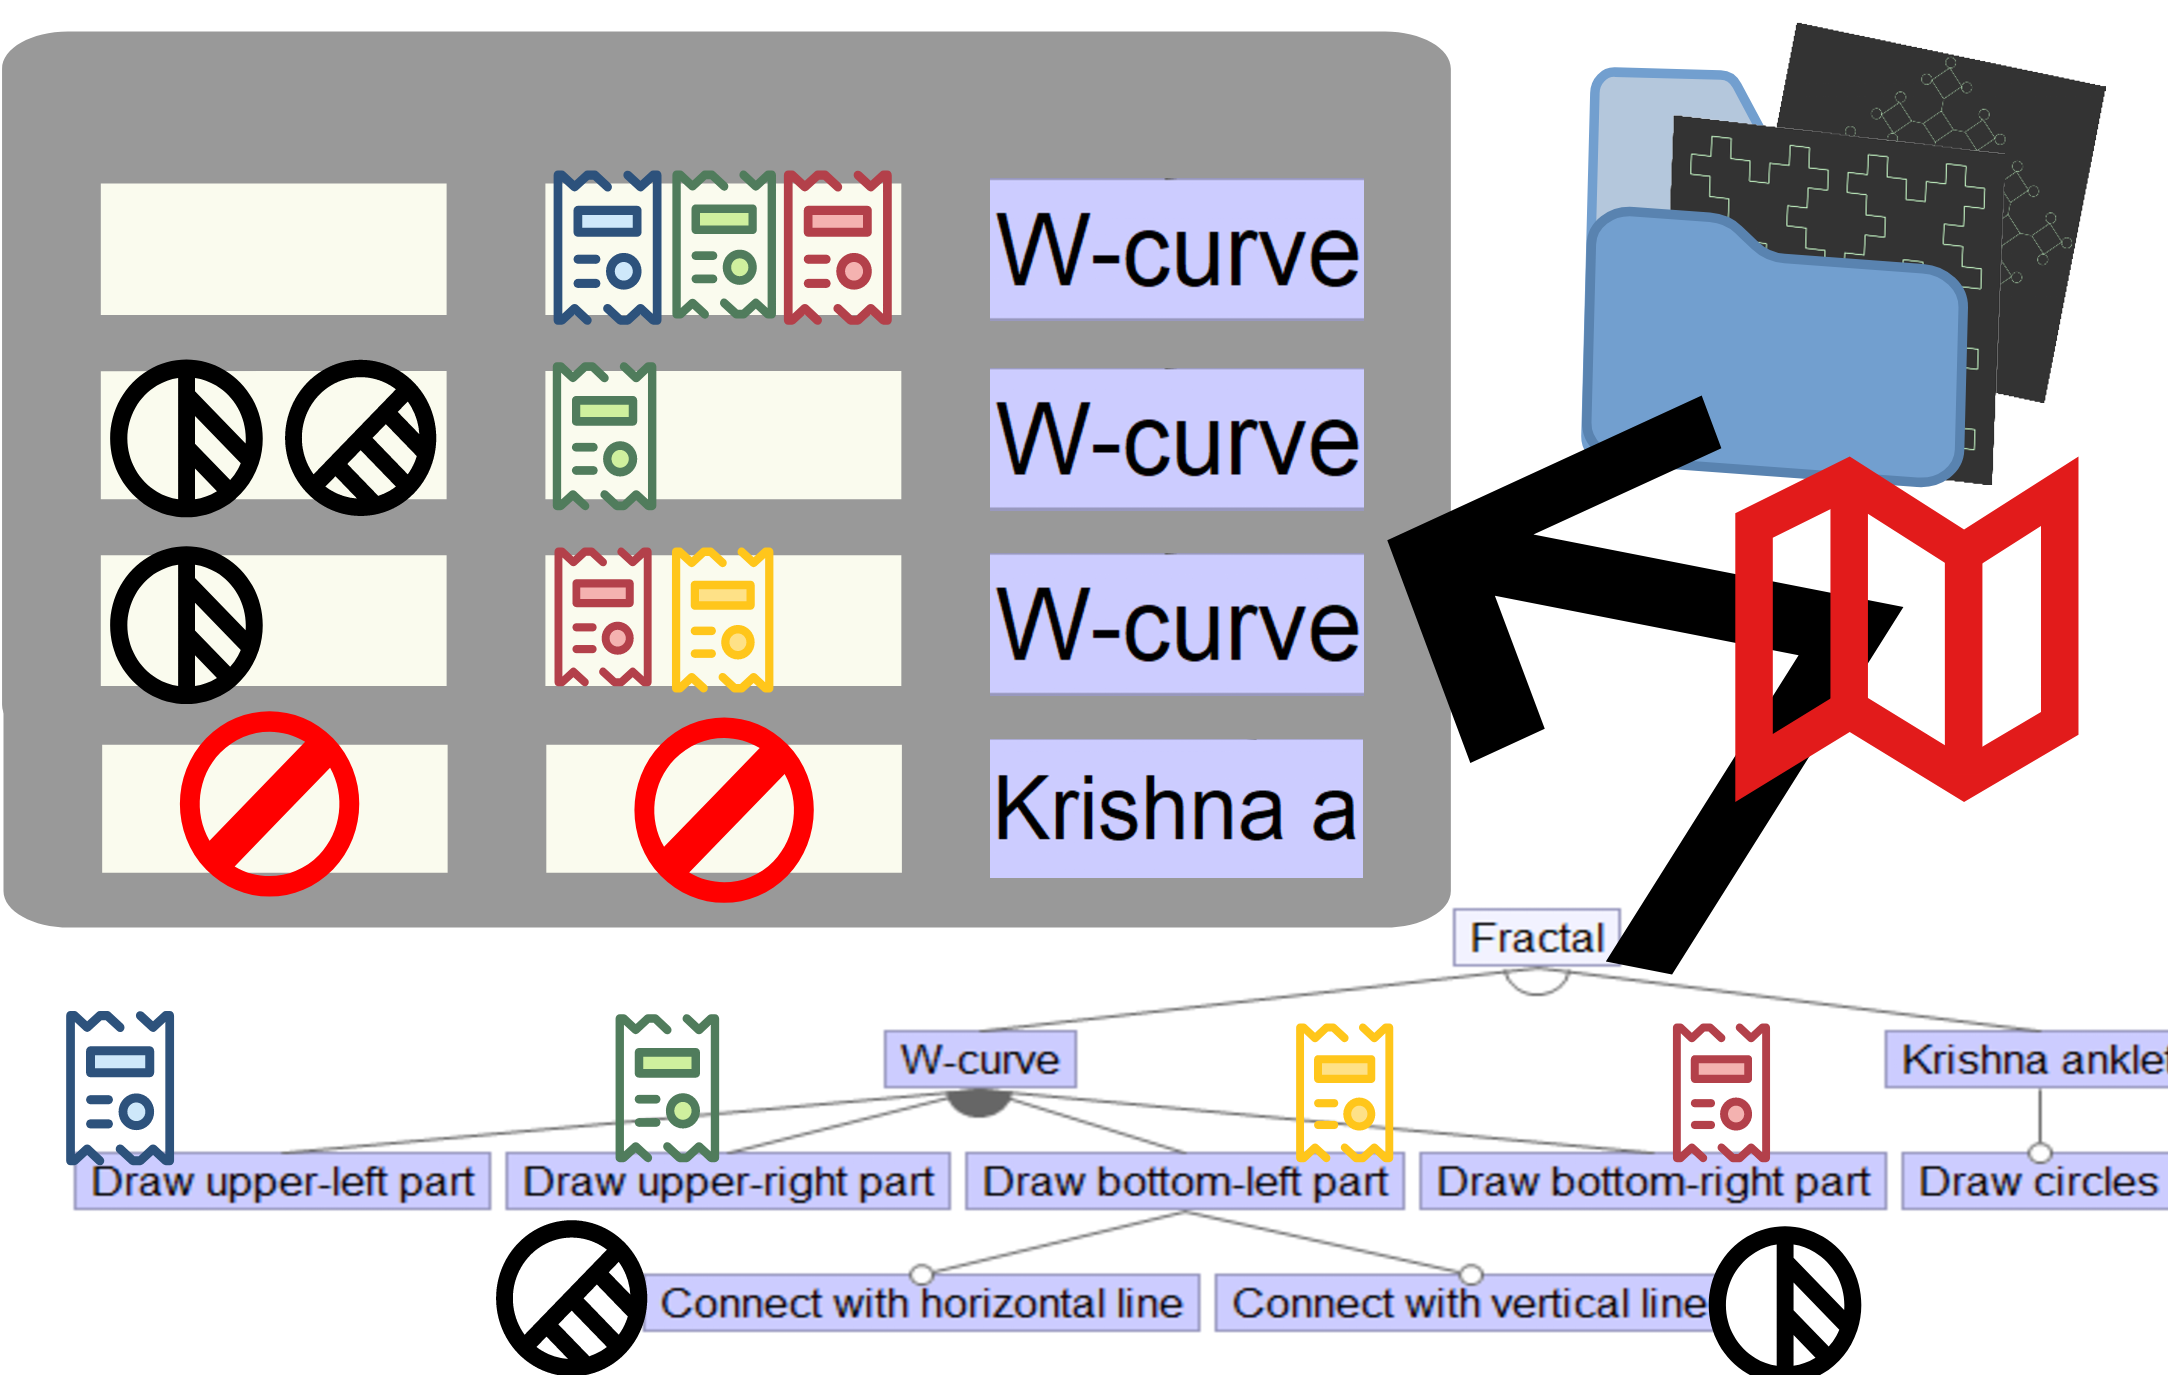 W-curve
W-curve
W-curve
Krishna a
Fractal
W-curve
Krishna anklet
Draw upper-left part
Draw upper-right part
Draw bottom-left part
Draw bottom-right part
Draw circles
Connect with horizontal line
Connect with vertical line